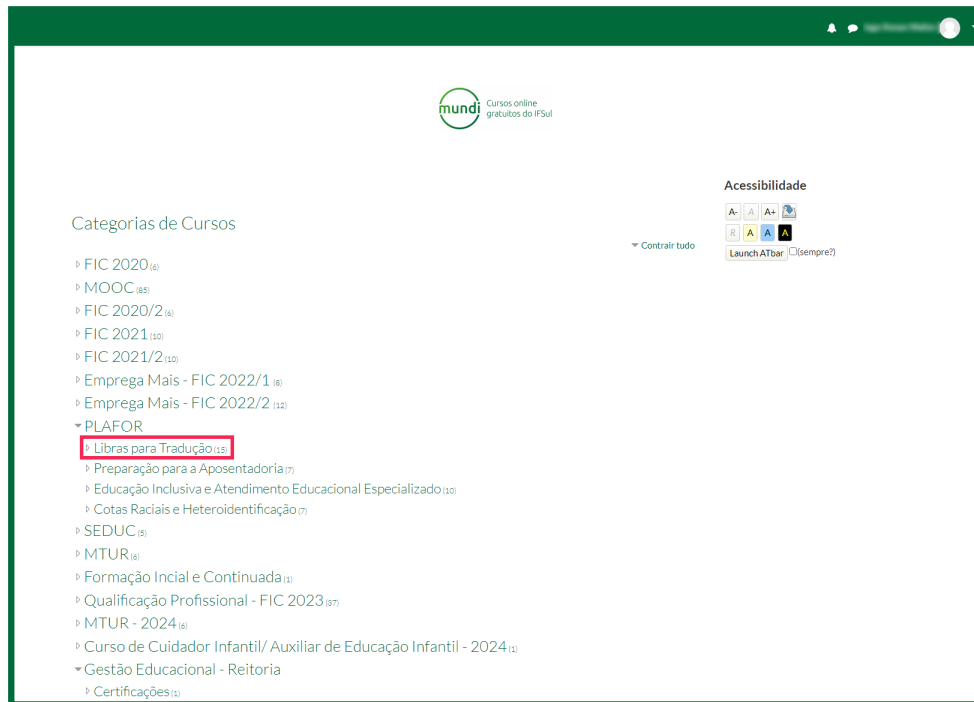 mundi
Cursos online
gratuitos do IFSul
Acessibilidade
A- A A+
R A A A
Launch ATbar (sempre?)
Categorias de Cursos
Contrair tudo
FIC 2020 (6)
MOOC (85)
FIC 2020/2 (6)
FIC 2021 (10)
FIC 2021/2 (10)
Emprega Mais - FIC 2022/1 (8)
Emprega Mais - FIC 2022/2 (12)
PLAFOR
Libras para Tradução (15)
Preparação para a Aposentadoria (7)
Educação Inclusiva e Atendimento Educacional Especializado (10)
Cotas Raciais e Heteroidentificação (7)
SEDUC (5)
MTUR (6)
Formação Incial e Continuada (1)
Qualificação Profissional - FIC 2023 (37)
MTUR - 2024 (6)
Curso de Cuidador Infantil/ Auxiliar de Educação Infantil - 2024 (1)
Gestão Educacional - Reitoria
Certificações (1)